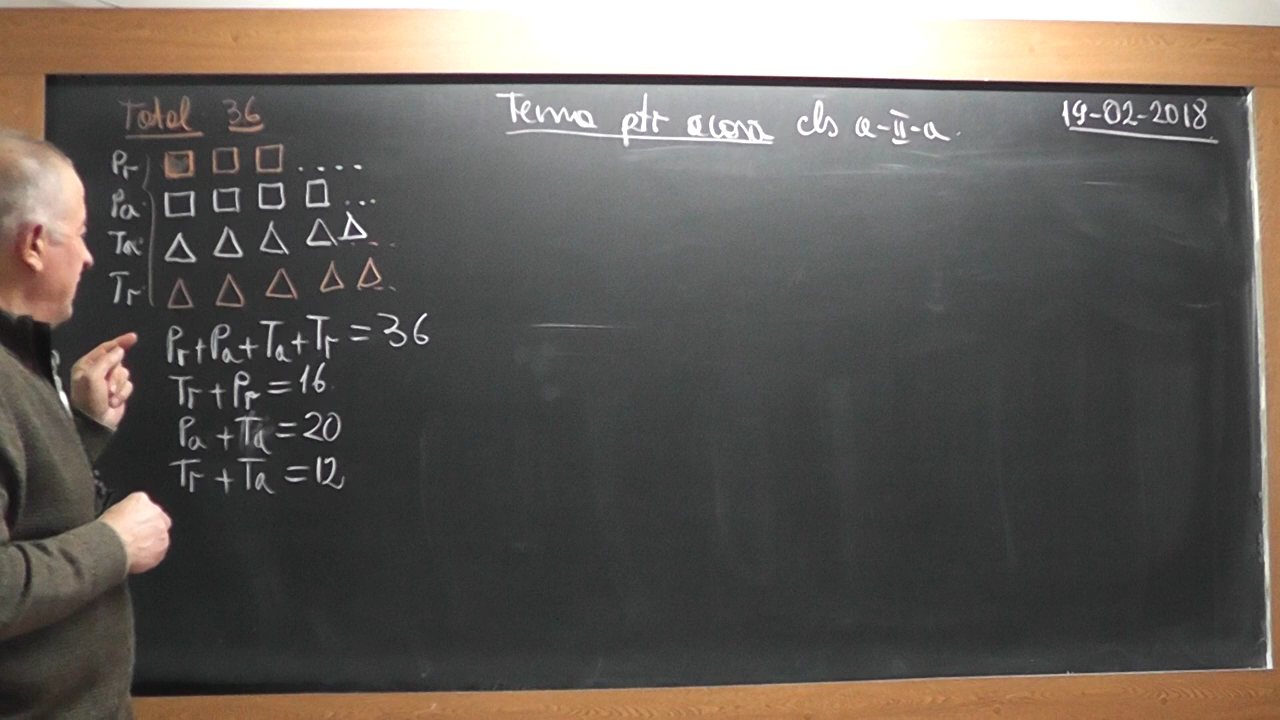 Total 36
Tema ptr acasă cls a-II-a.
19-02-2018
Pr
Pa
Ta
Tr
Pr+Pa+Ta+Tr=36
Tr+Pr=16
Pa+Ta=20
Tr+Ta=12